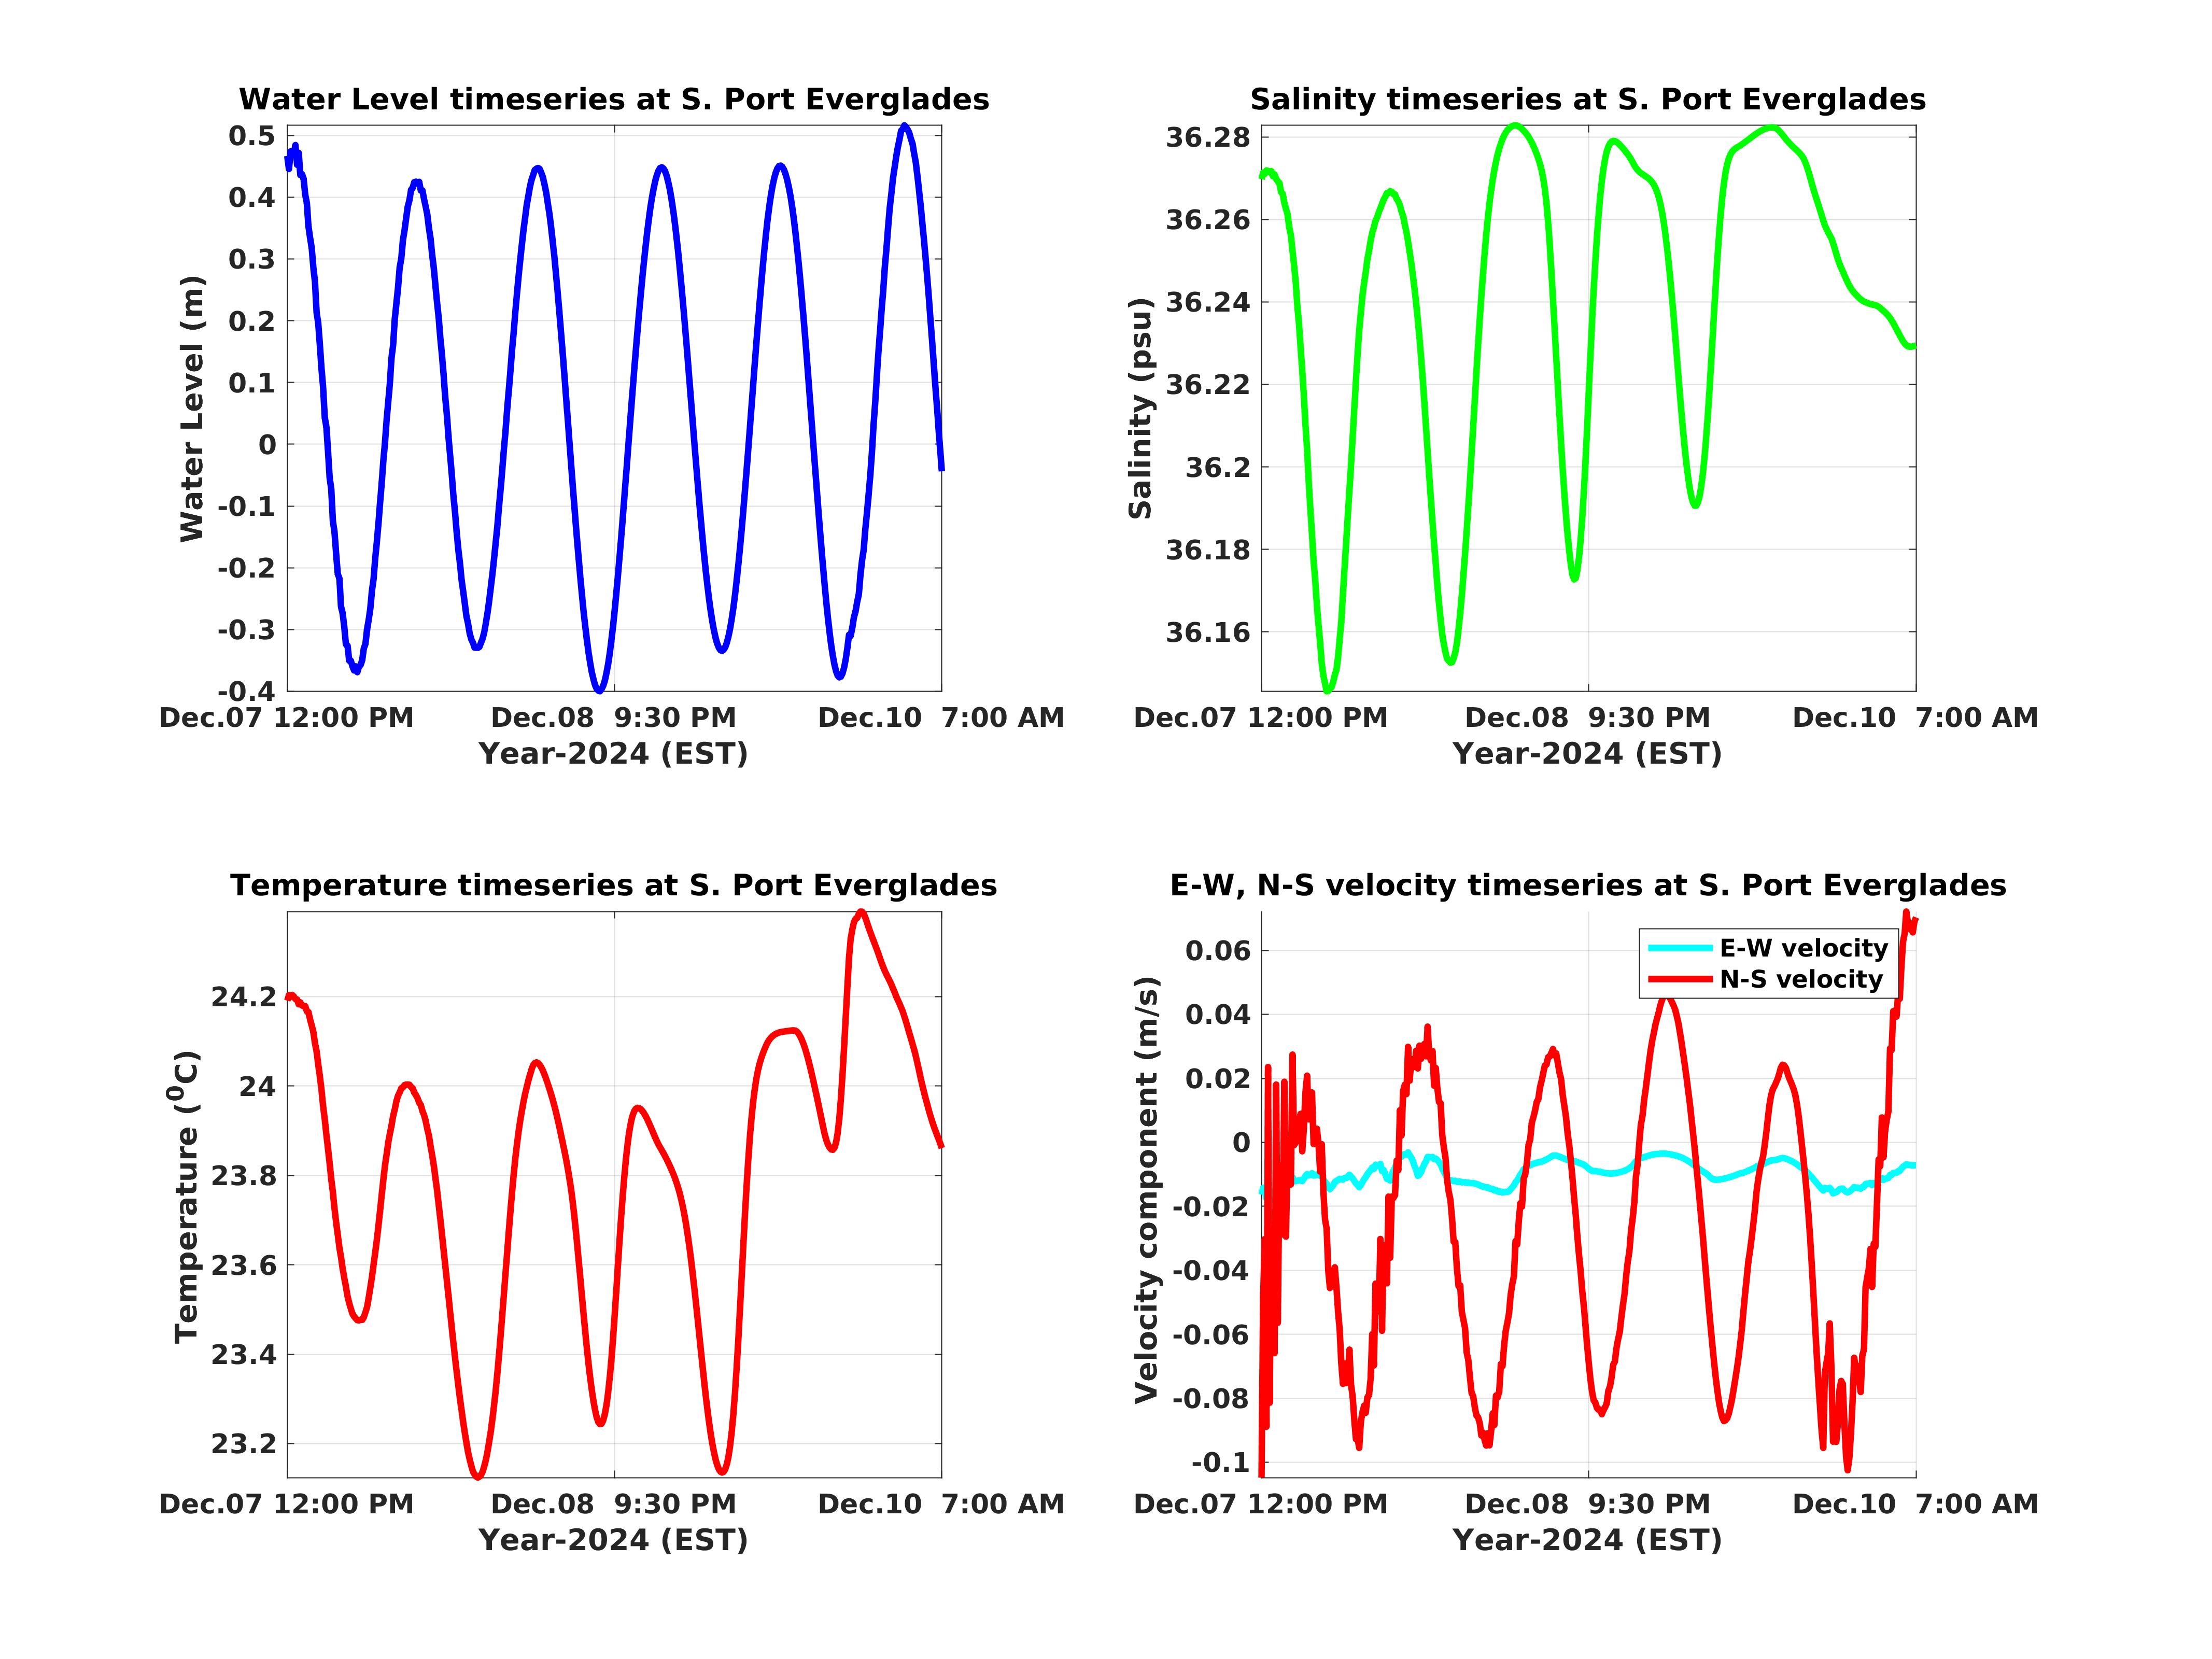 Water Level timeseries at S. Port Everglades
0.5
0.4
0.3
0.2
0.1
0
-0.1
-0.2
-0.3
-0.4
Water Level (m)
Dec.07 12:00 PM Dec.08 9:30 PM Dec.10 7:00 AM
Year-2024 (EST)
Salinity timeseries at S. Port Everglades
36.28
36.26
36.24
36.22
36.2
36.18
36.16
Salinity (psu)
Dec.07 12:00 PM Dec.08 9:30 PM Dec.10 7:00 AM
Year-2024 (EST)
Temperature timeseries at S. Port Everglades
24.2
24
23.8
23.6
23.4
23.2
Temperature (⁰C)
Dec.07 12:00 PM Dec.08 9:30 PM Dec.10 7:00 AM
Year-2024 (EST)
E-W, N-S velocity timeseries at S. Port Everglades
E-W velocity
N-S velocity
0.06
0.04
0.02
0
-0.02
-0.04
-0.06
-0.08
-0.1
Velocity component (m/s)
Dec.07 12:00 PM Dec.08 9:30 PM Dec.10 7:00 AM
Year-2024 (EST)